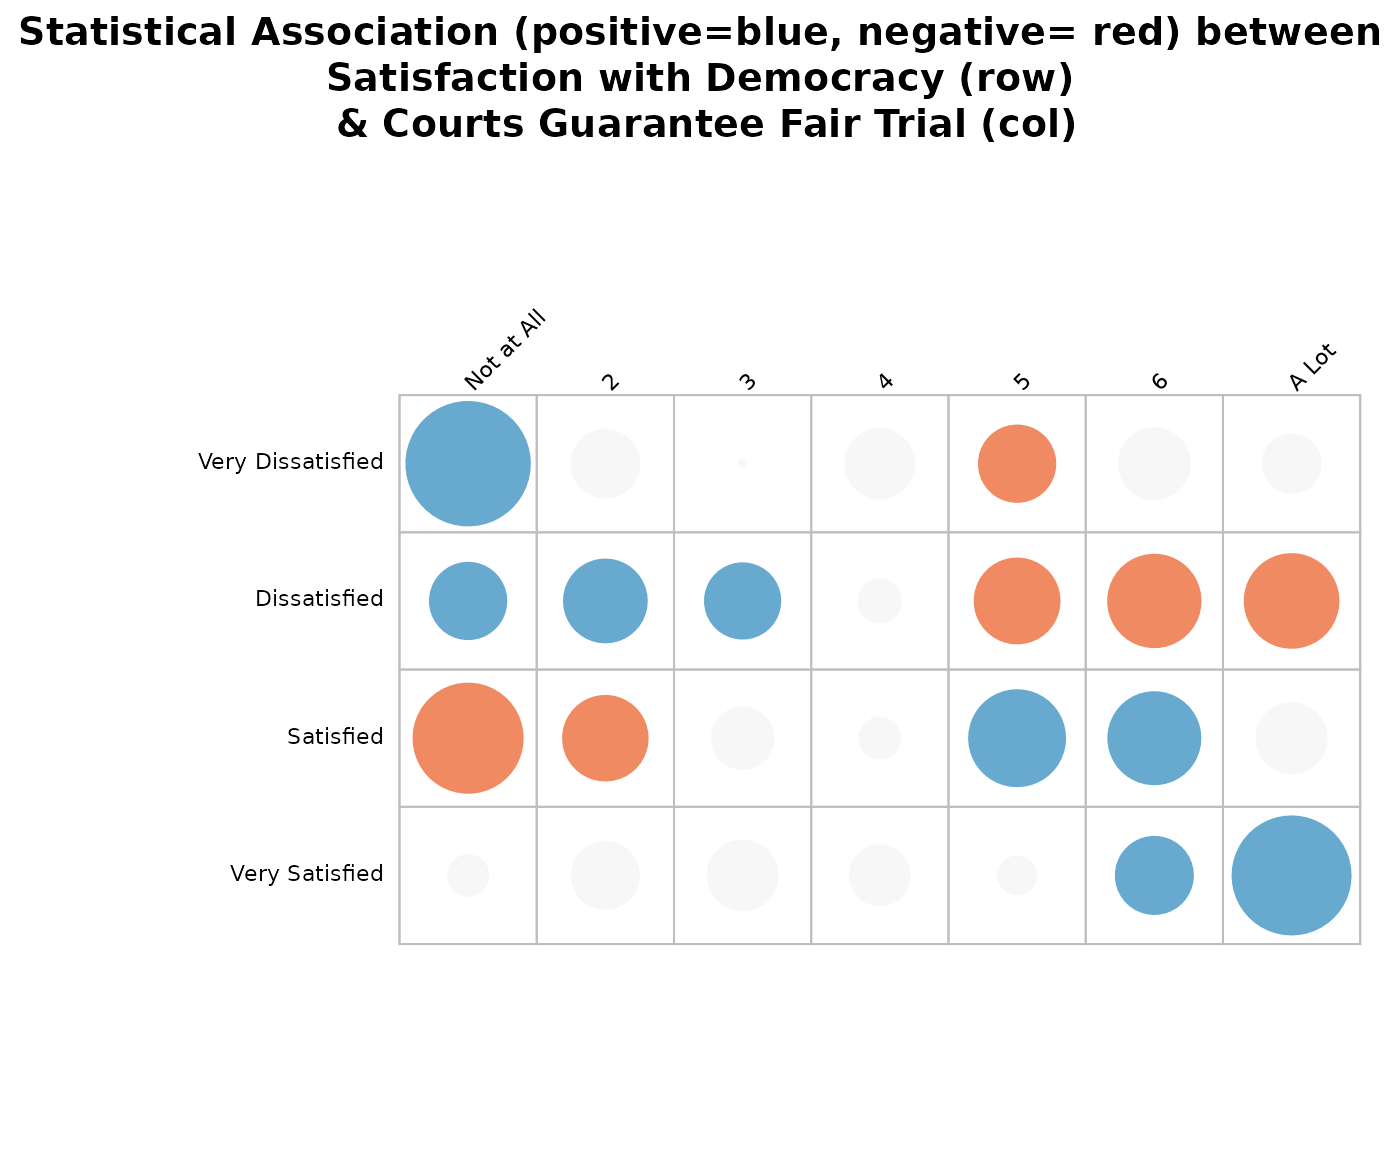 Statistical Association (positive=blue, negative= red) between
Satisfaction with Democracy (row)
& Courts Guarantee Fair Trial (col)
Not at All
2
3
4
5
6
A Lot
Very Dissatisfied
Dissatisfied
Satisfied
Very Satisfied